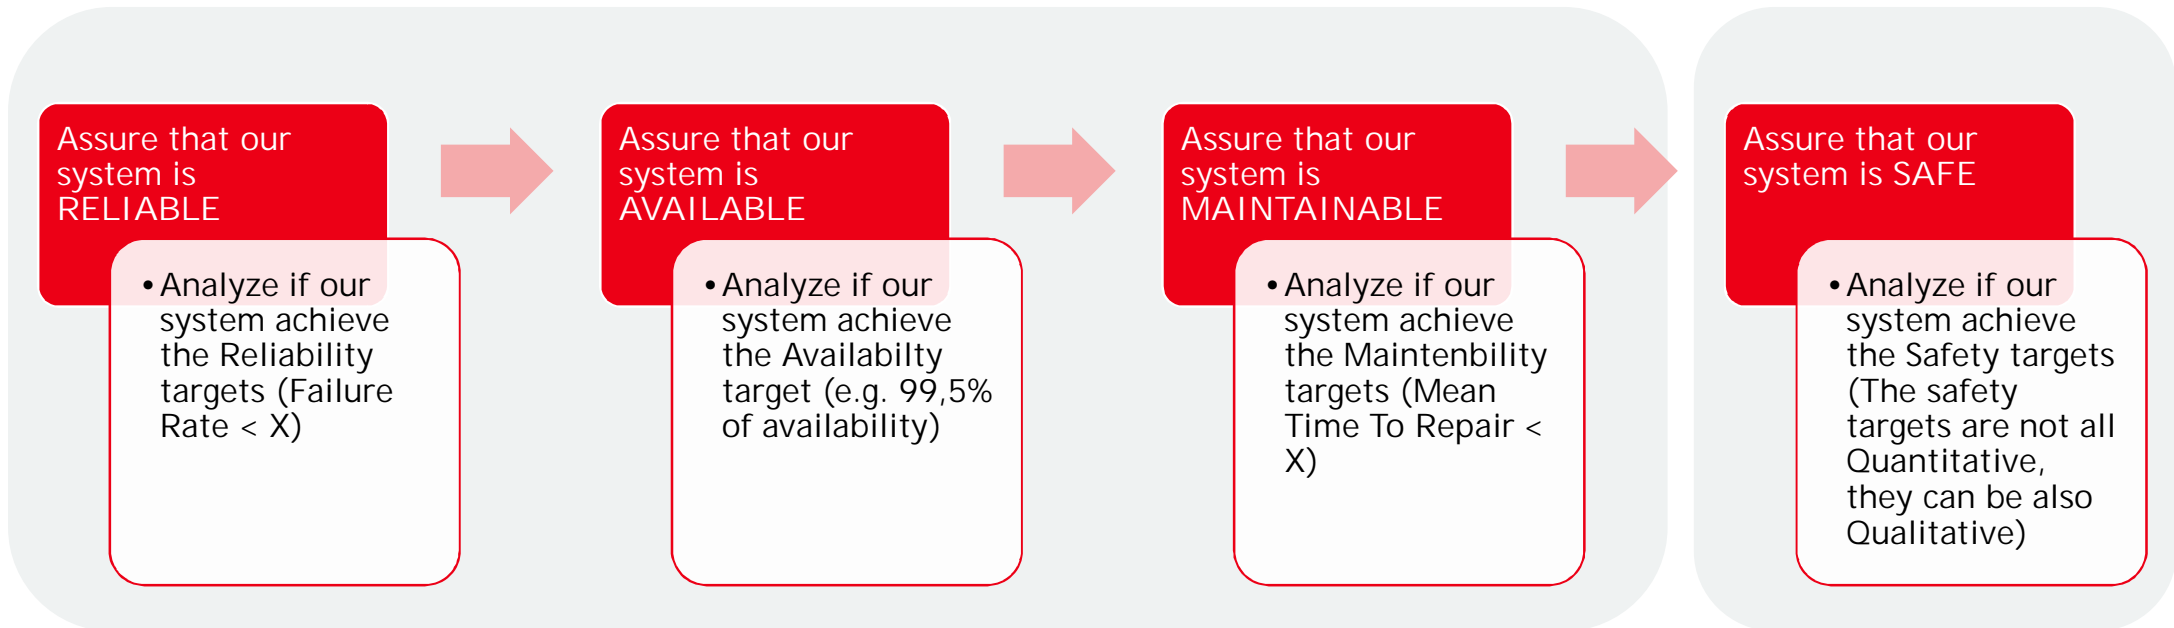 Assure that our
system is
RELIABLE
•Analyze if our
system achieve
the Reliability
targets (Failure
Rate < X)
Assure that our
system is
AVAILABLE
•Analyze if our
system achieve
the Availabilty
target (e.g. 99,5%
of availability)
Assure that our
system is
MAINTAINABLE
•Analyze if our
system achieve
the Maintenbility
targets (Mean
Time To Repair <
X)
Assure that our
system is SAFE
•Analyze if our
system achieve
the Safety targets
(The safety
targets are not all
Quantitative,
they can be also
Qualitative)